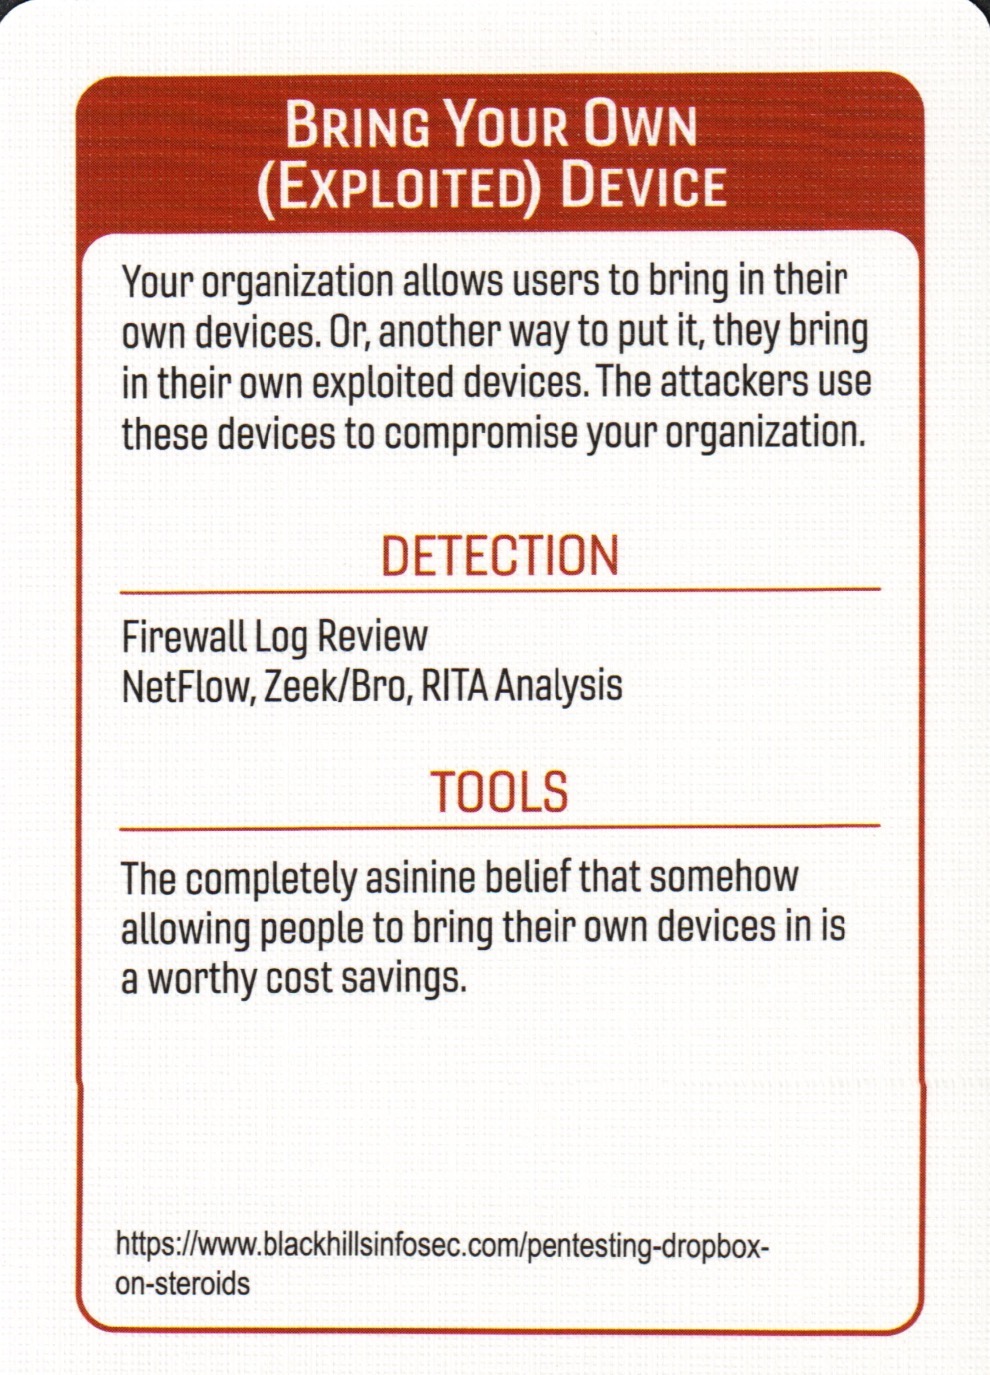 BRING YOUR OWN
(EXPLOITED) DEVICE
Your organization allows users to bring in their
own devices. Or, another way to put it, they bring
in their own exploited devices. The attackers use
these devices to compromise your organization.
DETECTION
Firewall Log Review
NetFlow, Zeek/Bro, RITA Analysis
TOOLS
The completely asinine belief that somehow
allowing people to bring their own devices in is
a worthy cost savings.
https://www.blackhillsinfosec.com/pentesting-dropbox-
on-steroids